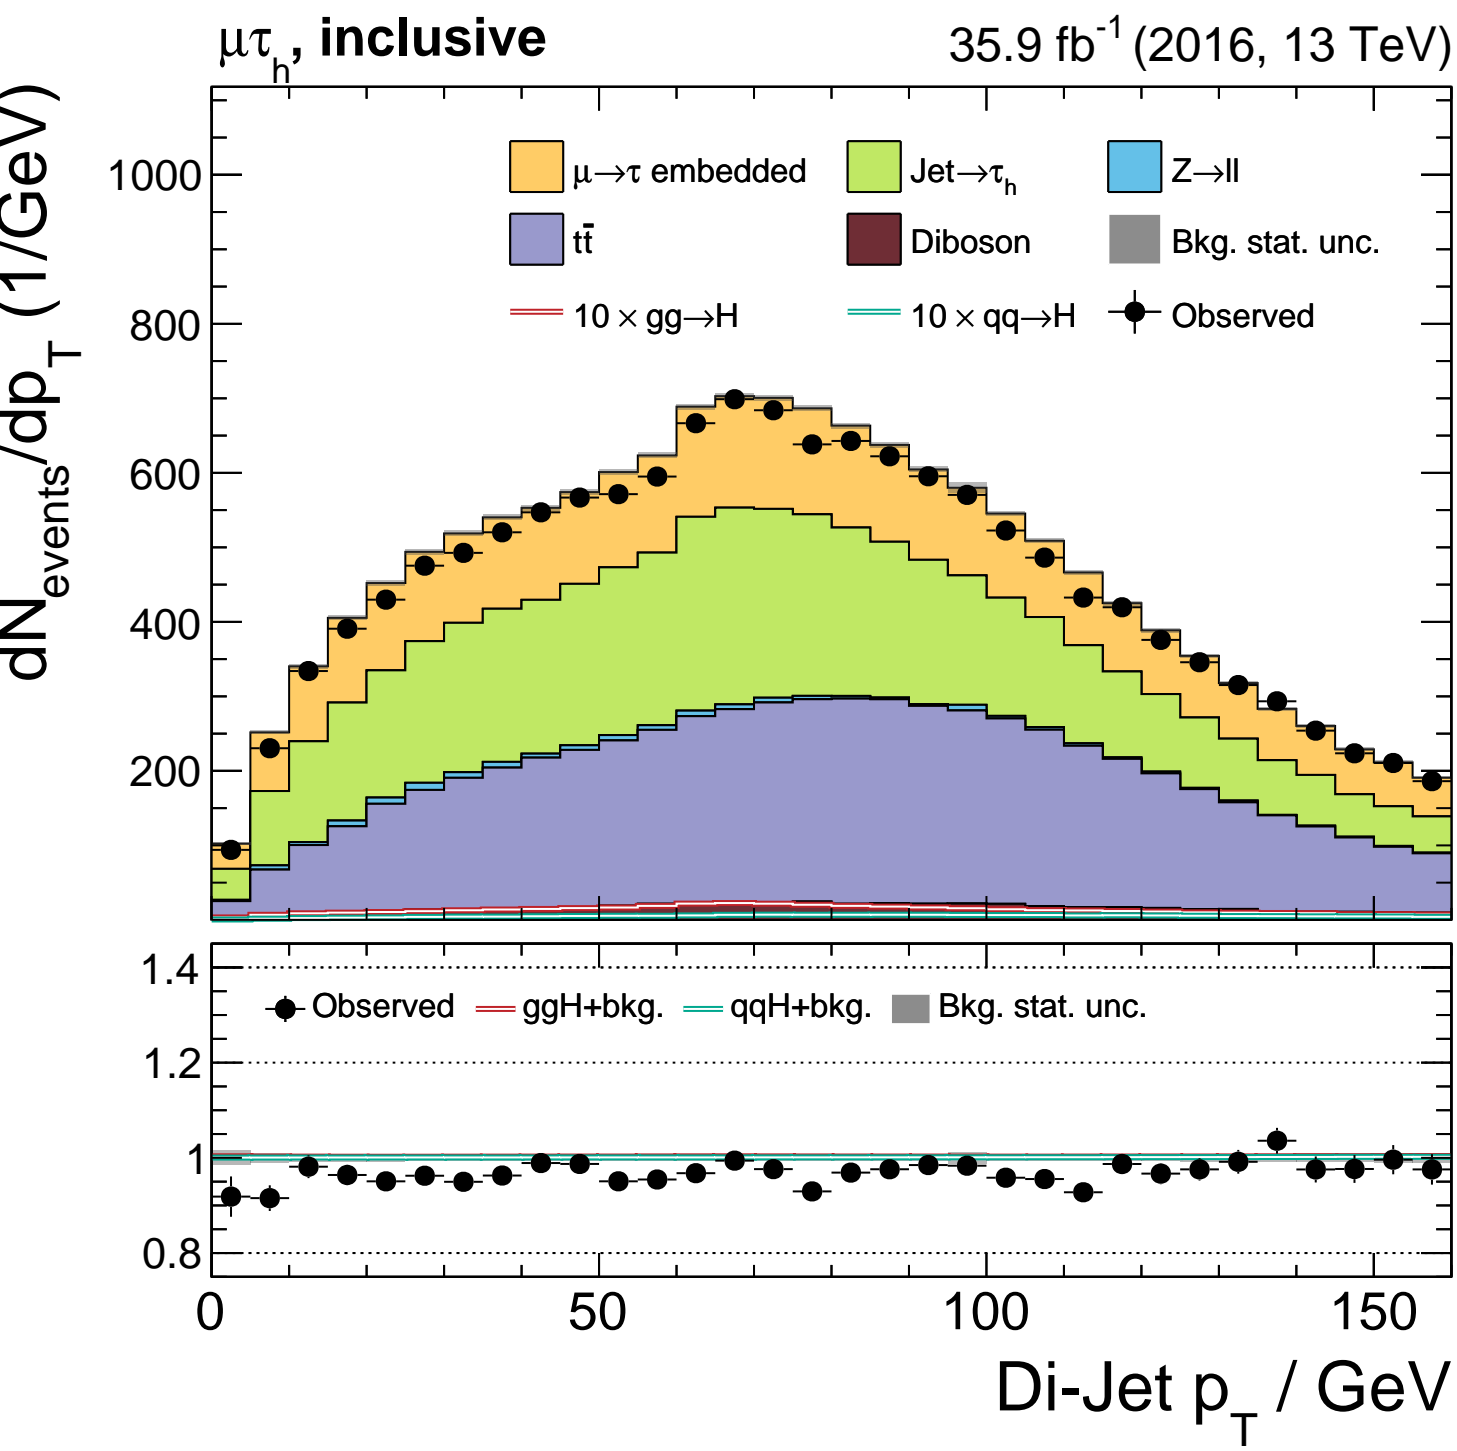 μτh, inclusive
35.9 fb-1 (2016, 13 TeV)
dNevents/dpT (1/GeV)
1000
800
600
400
200
μ→τ embedded
Jet→τh
Z→ll
tt̄
Diboson
Bkg. stat. unc.
10 × gg→H
10 × qq→H
Observed
1.4
1.2
1
0.8
Observed
ggH+bkg.
qqH+bkg.
Bkg. stat. unc.
0
50
100
150
Di-Jet pT / GeV